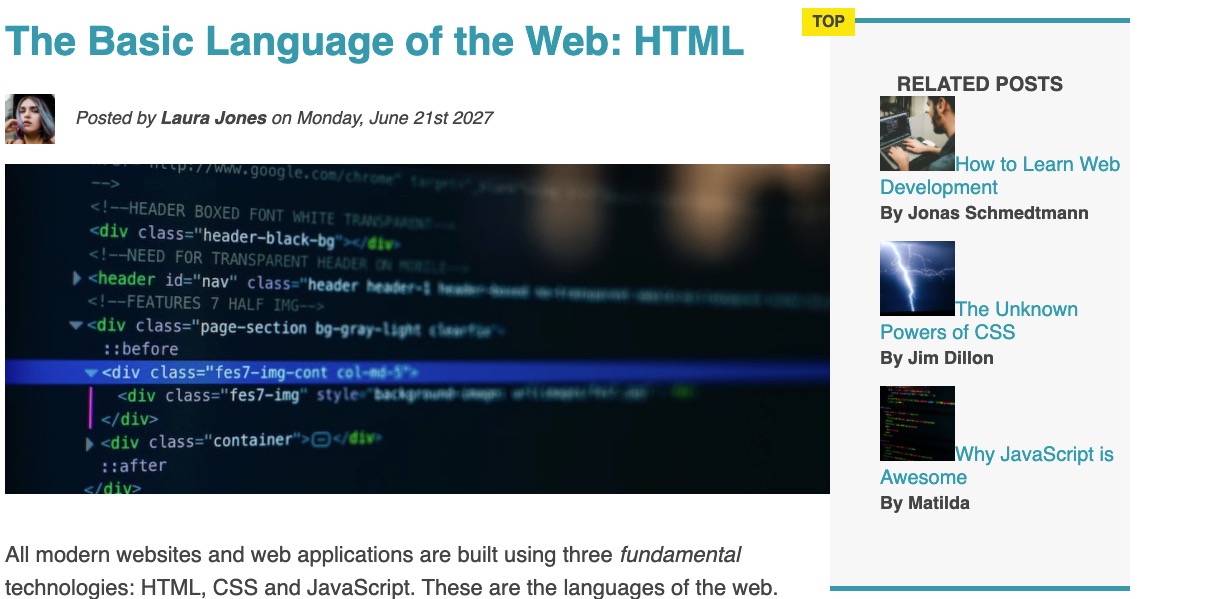 The Basic Language of the Web: HTML
Posted by Laura Jones on Monday, June 21st 2027
http://www.google.com/chrome"
-->
<!--HEADER BOXED FONT WHITE TRANSPARENT--
<div class="header-black-bg"></div>
<!--NEED FOR TRANSPARENT HEADER ON MOBILE--
<header id="nav" class="header header-1
<!--FEATURES 7 HALF IMG-->
<div class="page-section bg-gray-light clearfix">
::before
<div class="fes7-img-cont col-md-5">
<div class="fes7-img" style="background-image:
</div>
<div class="container"></div>
::after
</div>
All modern websites and web applications are built using three fundamental
technologies: HTML, CSS and JavaScript. These are the languages of the web.
TOP
RELATED POSTS
How to Learn Web
Development
By Jonas Schmedtmann
The Unknown
Powers of CSS
By Jim Dillon
Why JavaScript is
Awesome
By Matilda